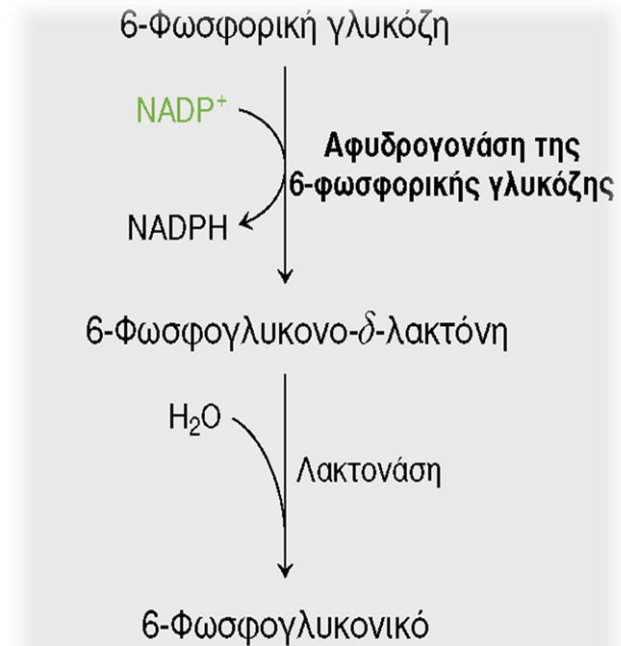 6-Φωσφορική γλυκόζη
NADP⁺
Αφυδρογονάση της
6-φωσφορικής γλυκόζης
NADPH
6-Φωσφογλυκονο-δ-λακτόνη
H₂O
Λακτονάση
6-Φωσφογλυκονικό